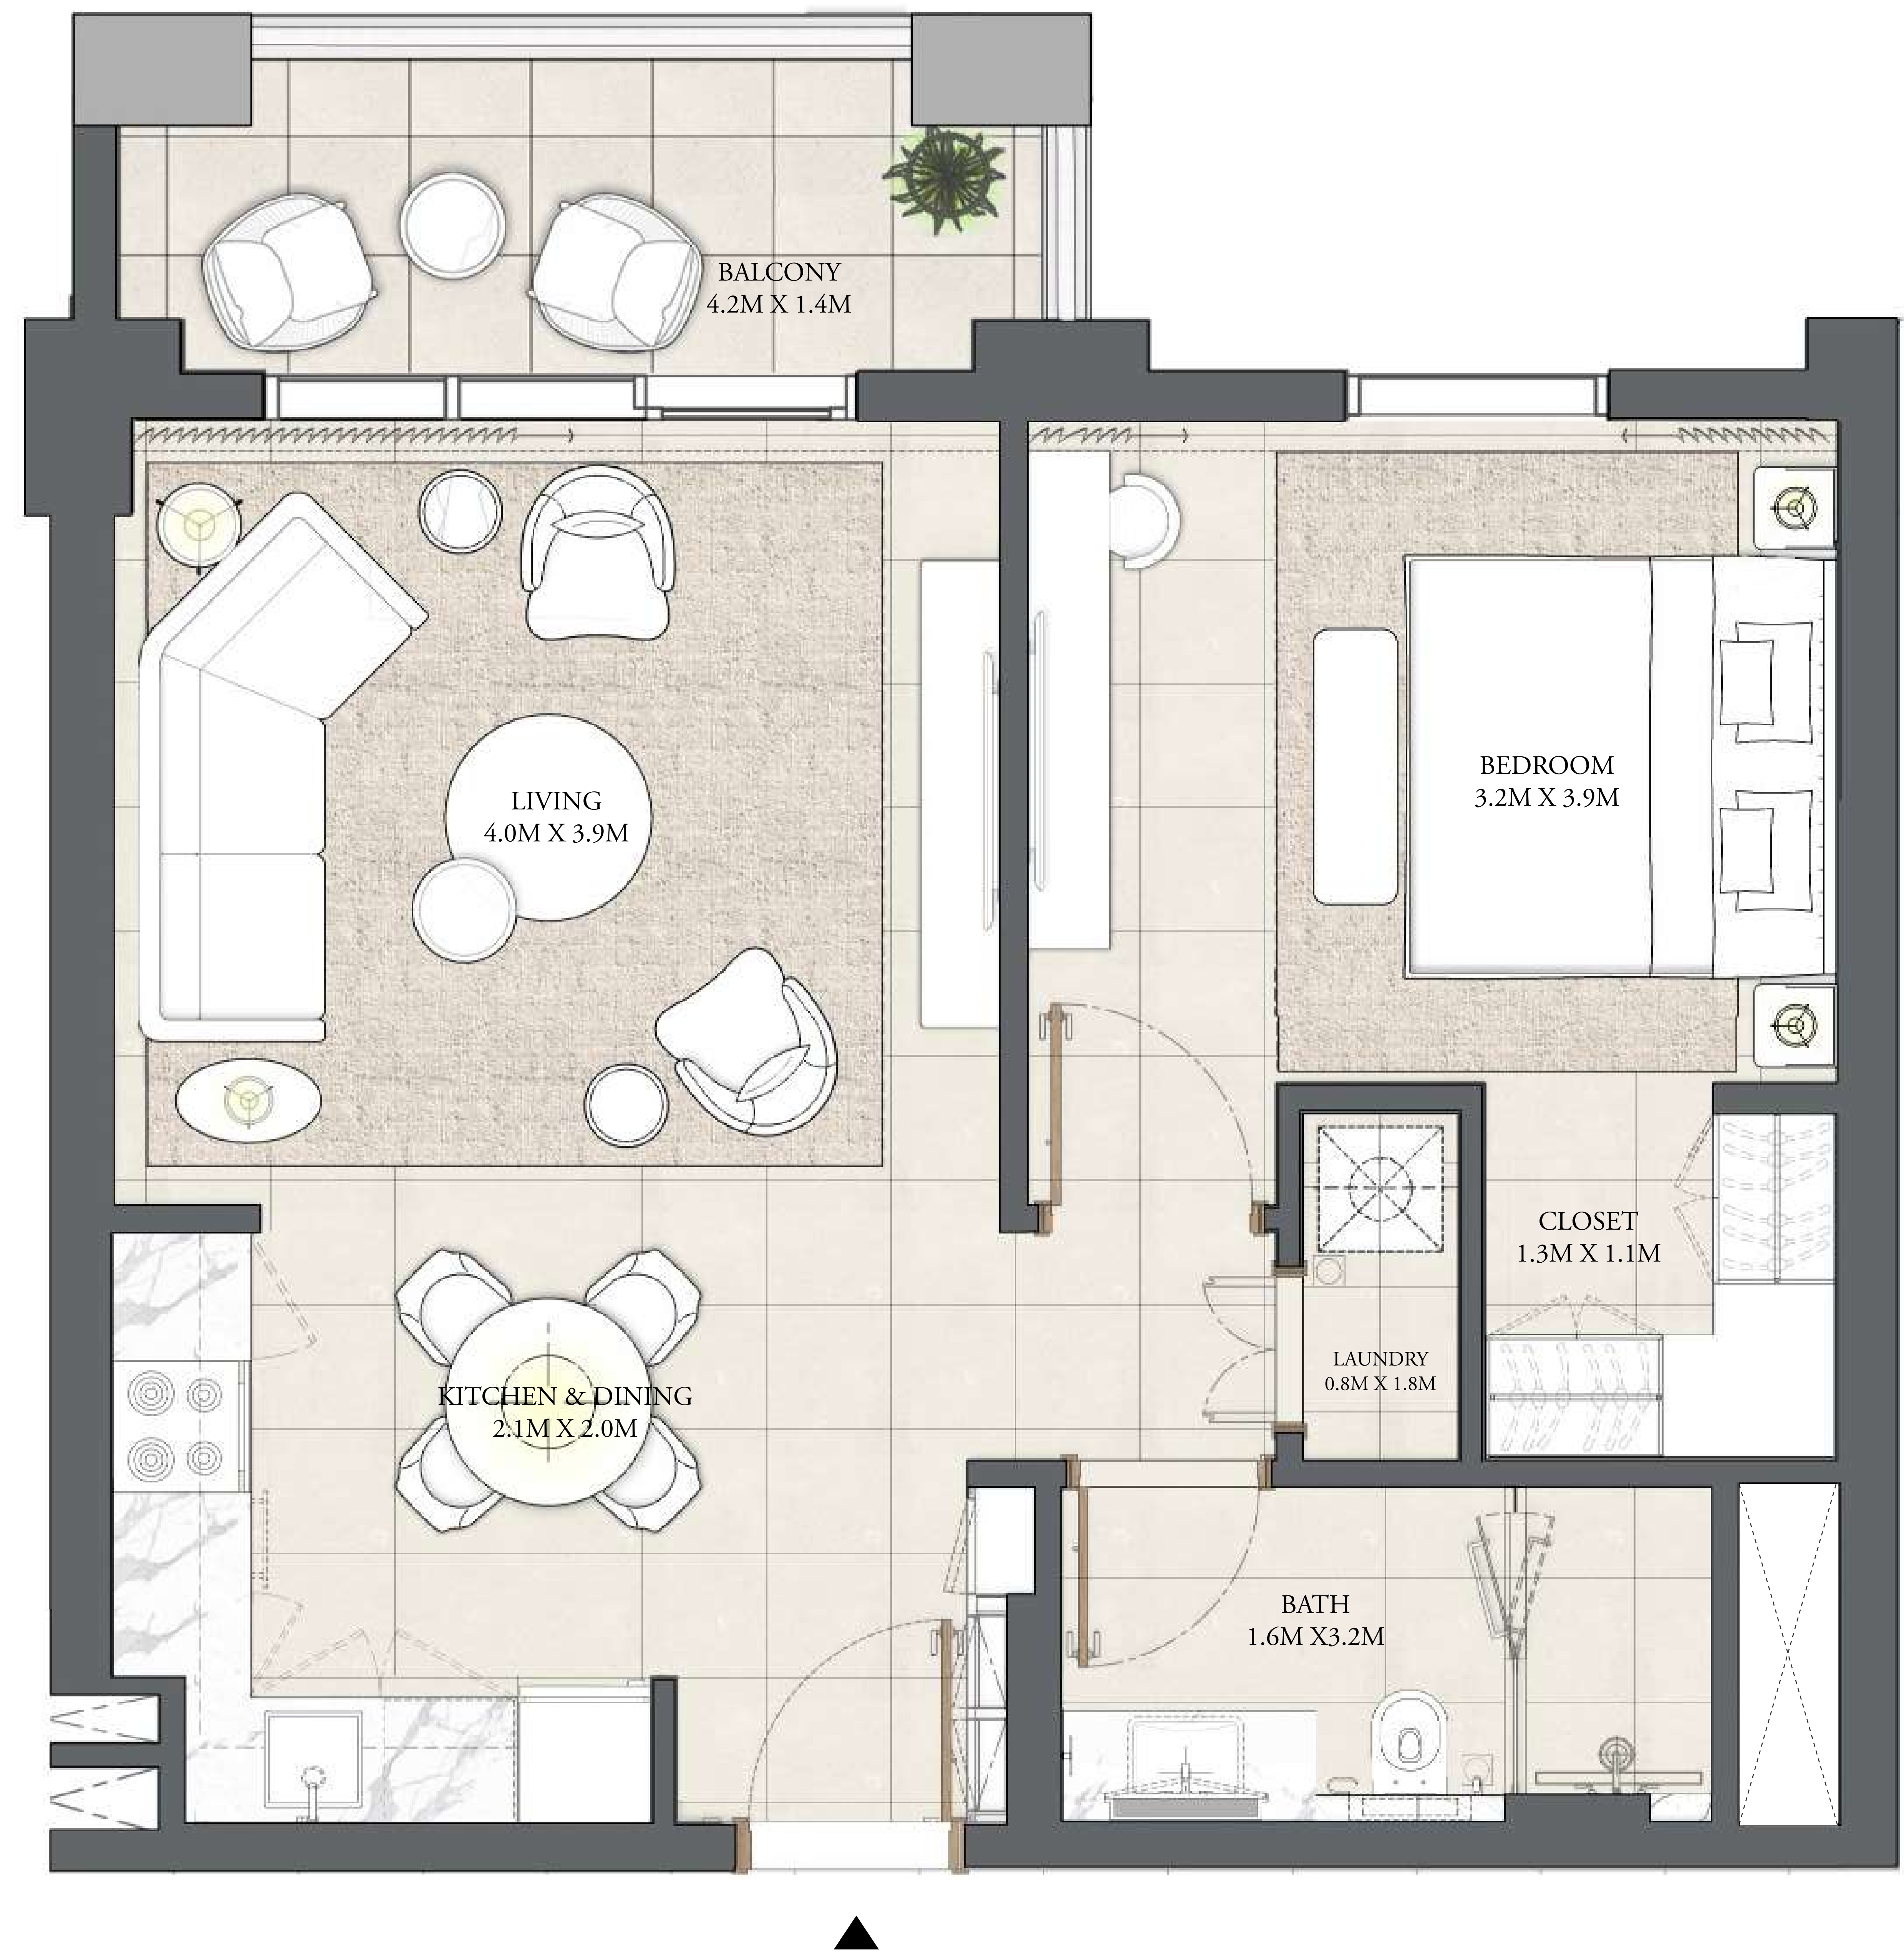 BALCONY
4.2M X 1.4M
LIVING
4.0M X 3.9M
BEDROOM
3.2M X 3.9M
CLOSET
1.3M X 1.1M
LAUNDRY
0.8M X 1.8M
KITCHEN & DINING
2.1M X 2.0M
BATH
1.6M X3.2M